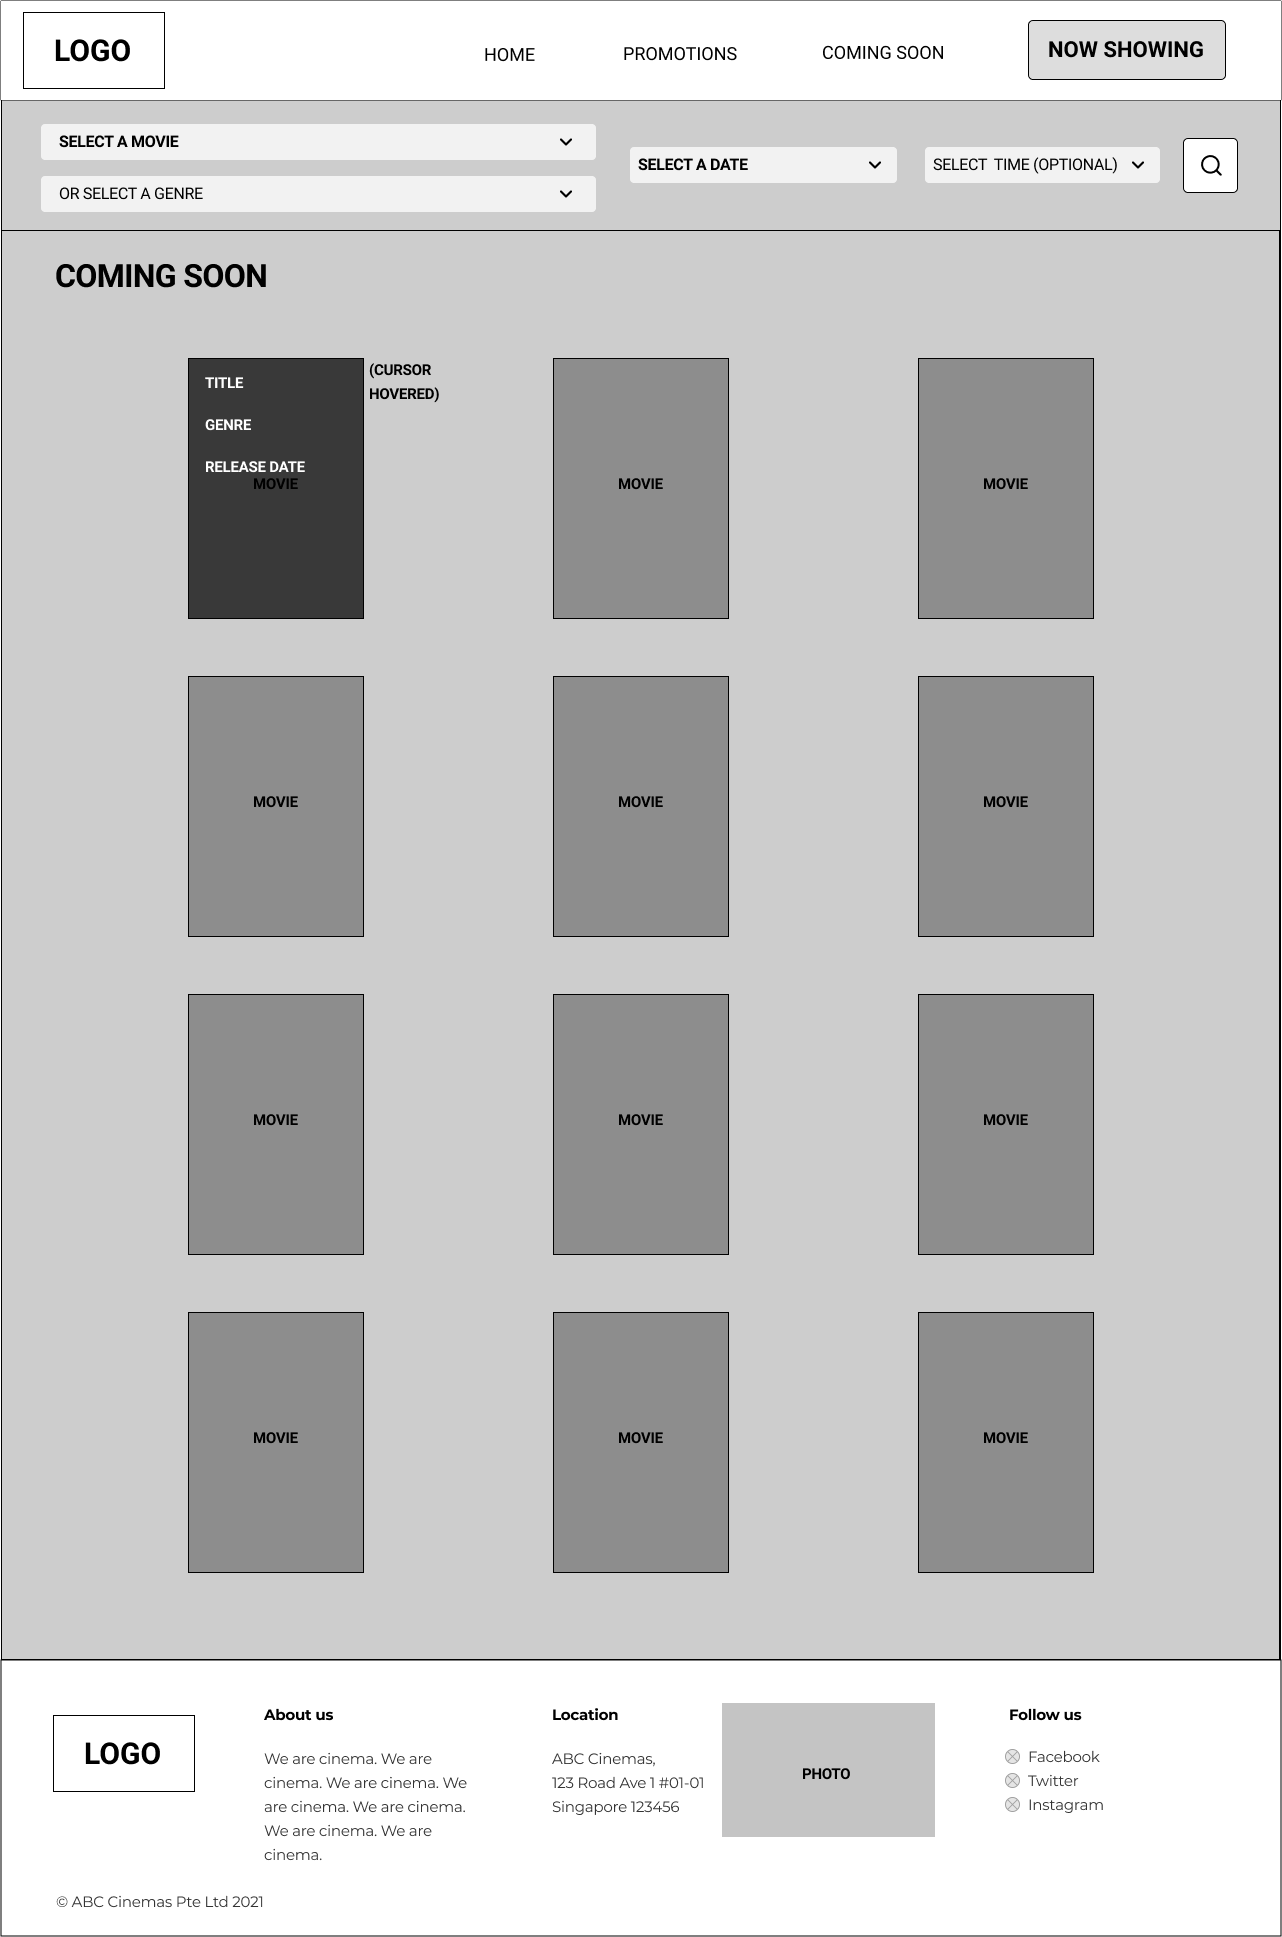 LOGO
HOME
PROMOTIONS
COMING SOON
NOW SHOWING
SELECT A MOVIE
OR SELECT A GENRE
SELECT A DATE
SELECT  TIME (OPTIONAL)
COMING SOON
TITLE
GENRE
RELEASE DATE
MOVIE
(CURSOR
HOVERED)
MOVIE
MOVIE
MOVIE
MOVIE
MOVIE
MOVIE
MOVIE
MOVIE
MOVIE
MOVIE
MOVIE
LOGO
About us
We are cinema. We are
cinema. We are cinema. We
are cinema. We are cinema.
We are cinema. We are
cinema.
Location
ABC Cinemas,
123 Road Ave 1 #01-01
Singapore 123456
PHOTO
Follow us
Facebook
Twitter
Instagram
© ABC Cinemas Pte Ltd 2021